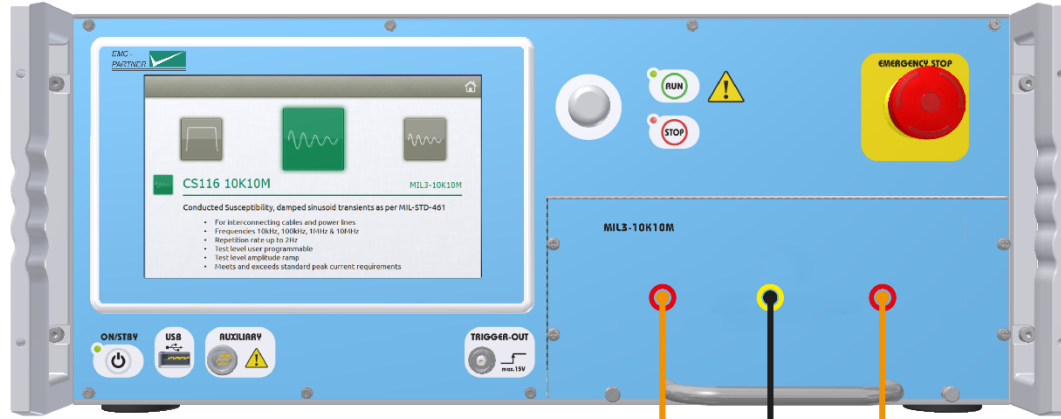 EMC -
PARTNER
CS116 10K10M
MIL3-10K10M
Conducted Susceptibility, damped sinusoid transients as per MIL-STD-461
• For interconnecting cables and power lines
• Frequencies 10kHz, 100kHz, 1MHz & 10MHz
• Repetition rate up to 2Hz
• Test level user programmable
• Test level amplitude ramp
• Meets and exceeds standard peak current requirements
RUN
STOP
EMERGENCY STOP
MIL3-10K10M
ON/STBY
USB
AUXILIARY
TRIGGER-OUT
max.15V